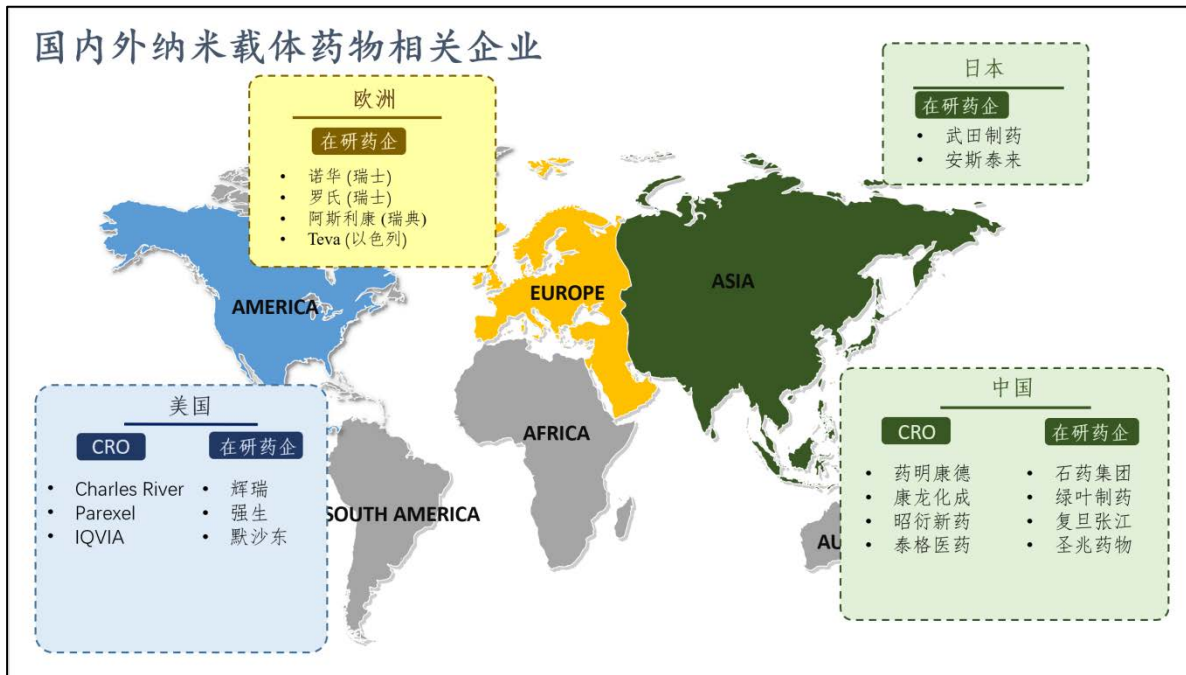 国内外纳米载体药物相关企业
欧洲
在研药企
• 诺华 (瑞士)
• 罗氏 (瑞士)
• 阿斯利康 (瑞典)
• Teva (以色列)
日本
在研药企
• 武田制药
• 安斯泰来
AMERICA
EUROPE
ASIA
AFRICA
SOUTH AMERICA
AU
美国
CRO
• Charles River
• Parexel
• IQVIA
在研药企
• 辉瑞
• 强生
• 默沙东
中国
CRO
• 药明康德
• 康龙化成
• 昭衍新药
• 泰格医药
在研药企
• 石药集团
• 绿叶制药
• 复旦张江
• 圣兆药物